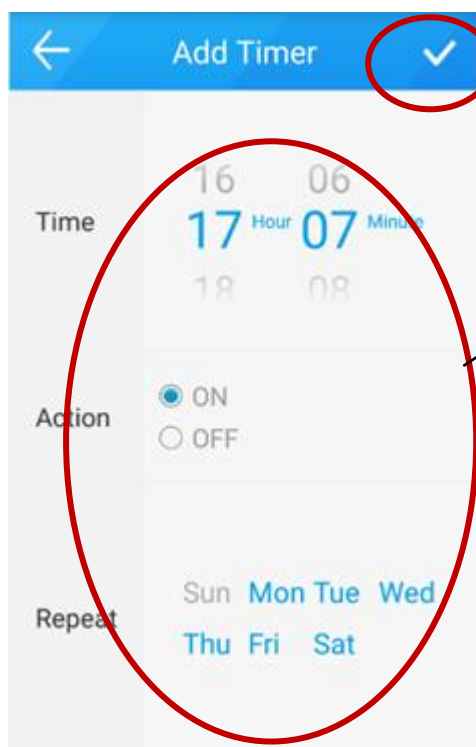 Add Timer
16 06
Time 17 Hour 07 Minute
18 08
Action ON
OFF
Repeat Sun Mon Tue Wed
Thu Fri Sat